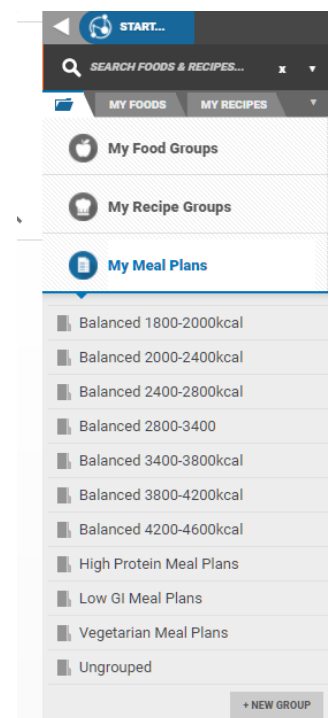 START...
SEARCH FOODS & RECIPES... x
MY FOODS MY RECIPES
My Food Groups
My Recipe Groups
My Meal Plans
Balanced 1800-2000kcal
Balanced 2000-2400kcal
Balanced 2400-2800kcal
Balanced 2800-3400
Balanced 3400-3800kcal
Balanced 3800-4200kcal
Balanced 4200-4600kcal
High Protein Meal Plans
Low GI Meal Plans
Vegetarian Meal Plans
Ungrouped
+ NEW GROUP